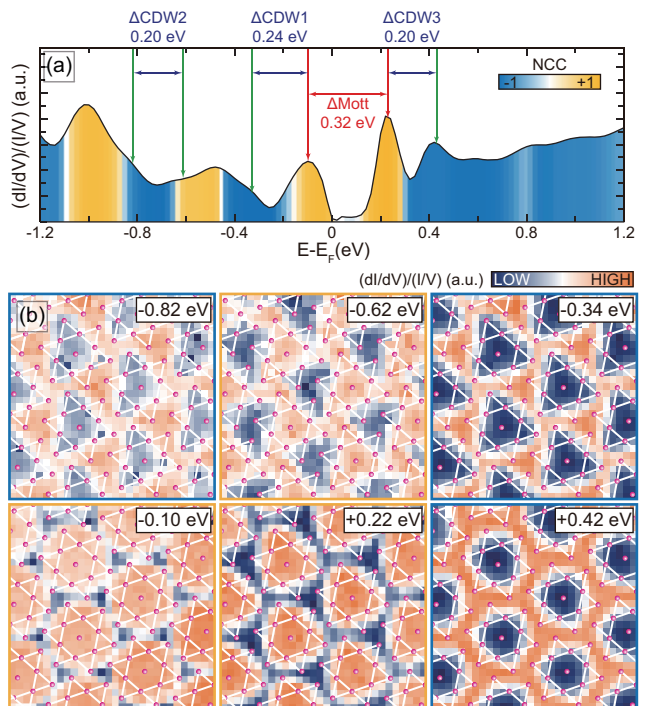 ΔCDW2 ΔCDW1 ΔCDW3
0.20 eV 0.24 eV 0.20 eV
(a)
NCC
-1 +1
ΔMott
0.32 eV
(dI/dV)/(I/V) (a.u.)
-1.2 -0.8 -0.4 0 0.4 0.8 1.2
E-E_F(eV)
(dI/dV)/(I/V) (a.u.) LOW HIGH
(b) -0.82 eV -0.62 eV -0.34 eV
-0.10 eV +0.22 eV +0.42 eV